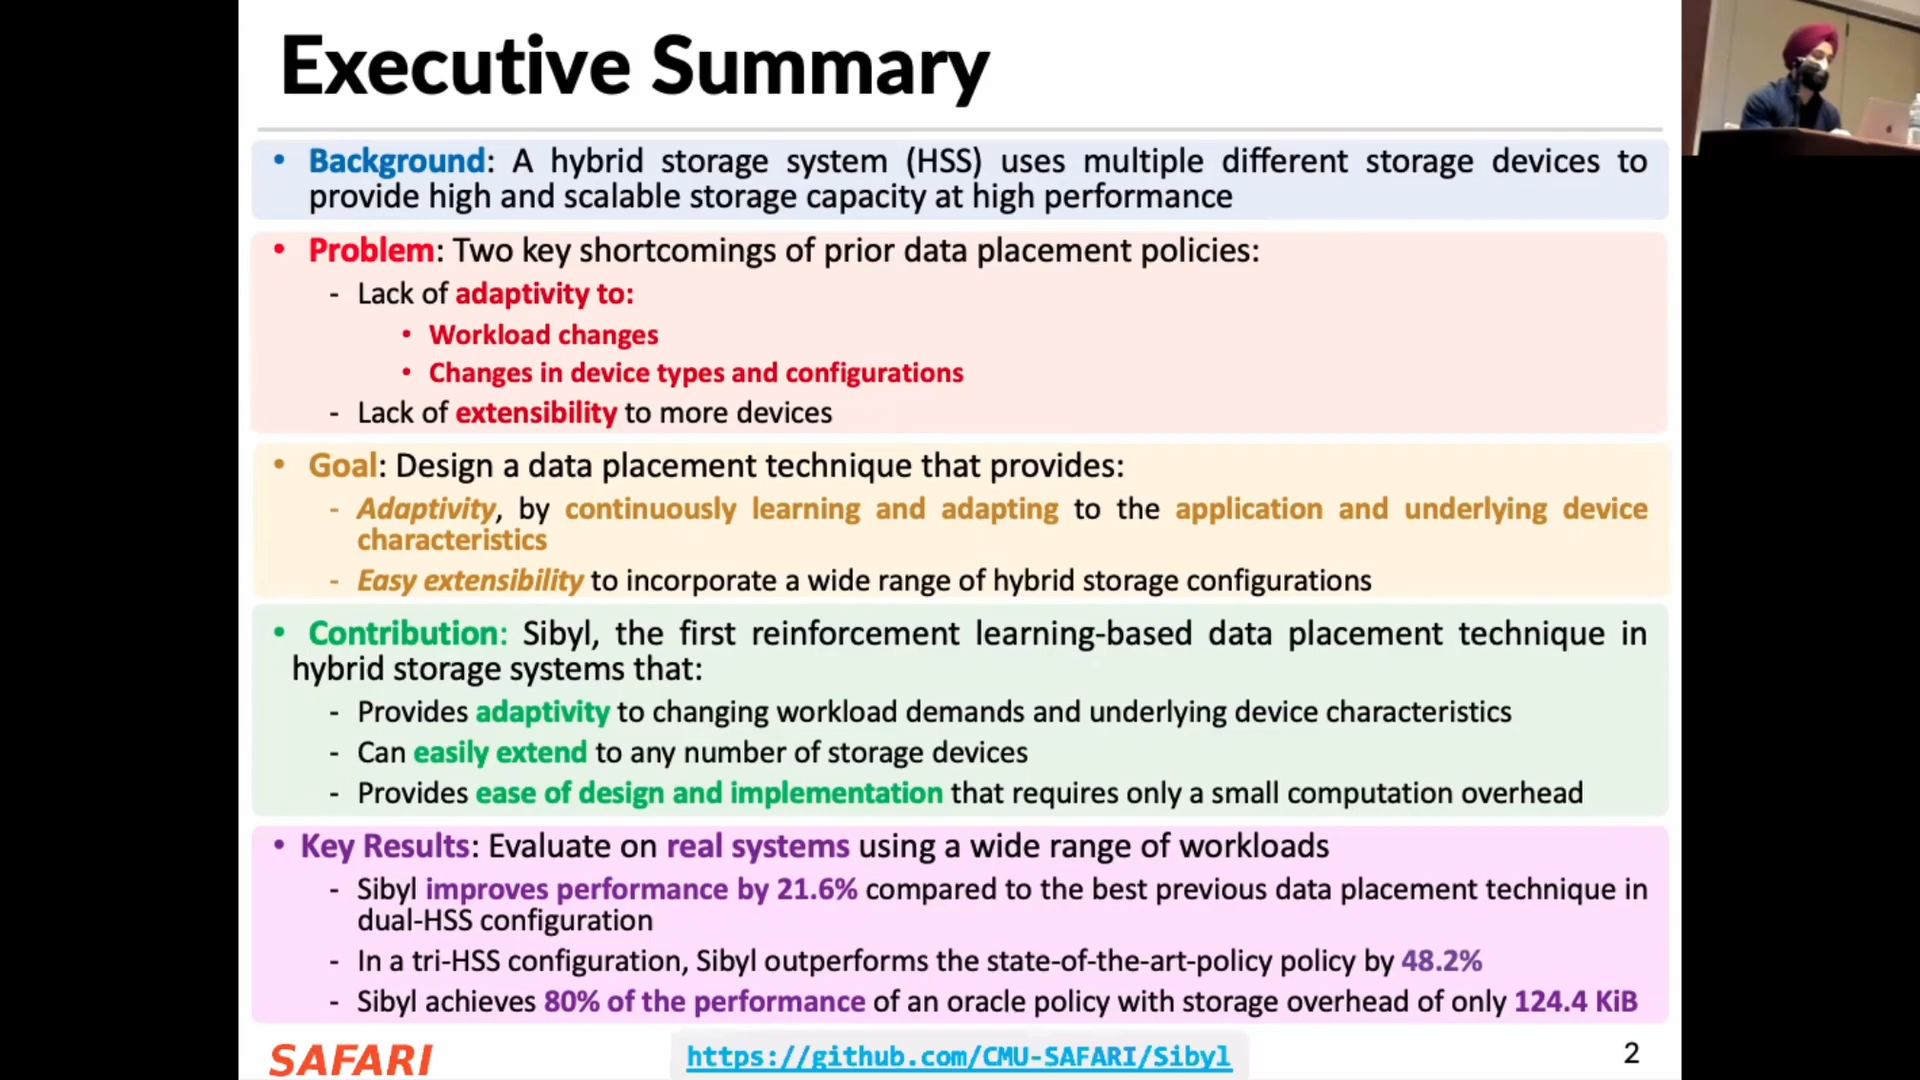 Executive Summary
• Background: A hybrid storage system (HSS) uses multiple different storage devices to
provide high and scalable storage capacity at high performance
• Problem: Two key shortcomings of prior data placement policies:
- Lack of adaptivity to:
• Workload changes
• Changes in device types and configurations
- Lack of extensibility to more devices
• Goal: Design a data placement technique that provides:
- Adaptivity, by continuously learning and adapting to the application and underlying device
characteristics
- Easy extensibility to incorporate a wide range of hybrid storage configurations
• Contribution: Sibyl, the first reinforcement learning-based data placement technique in
hybrid storage systems that:
- Provides adaptivity to changing workload demands and underlying device characteristics
- Can easily extend to any number of storage devices
- Provides ease of design and implementation that requires only a small computation overhead
• Key Results: Evaluate on real systems using a wide range of workloads
- Sibyl improves performance by 21.6% compared to the best previous data placement technique in
dual-HSS configuration
- In a tri-HSS configuration, Sibyl outperforms the state-of-the-art-policy policy by 48.2%
- Sibyl achieves 80% of the performance of an oracle policy with storage overhead of only 124.4 KiB
SAFARI
https://github.com/CMU-SAFARI/Sibyl
2